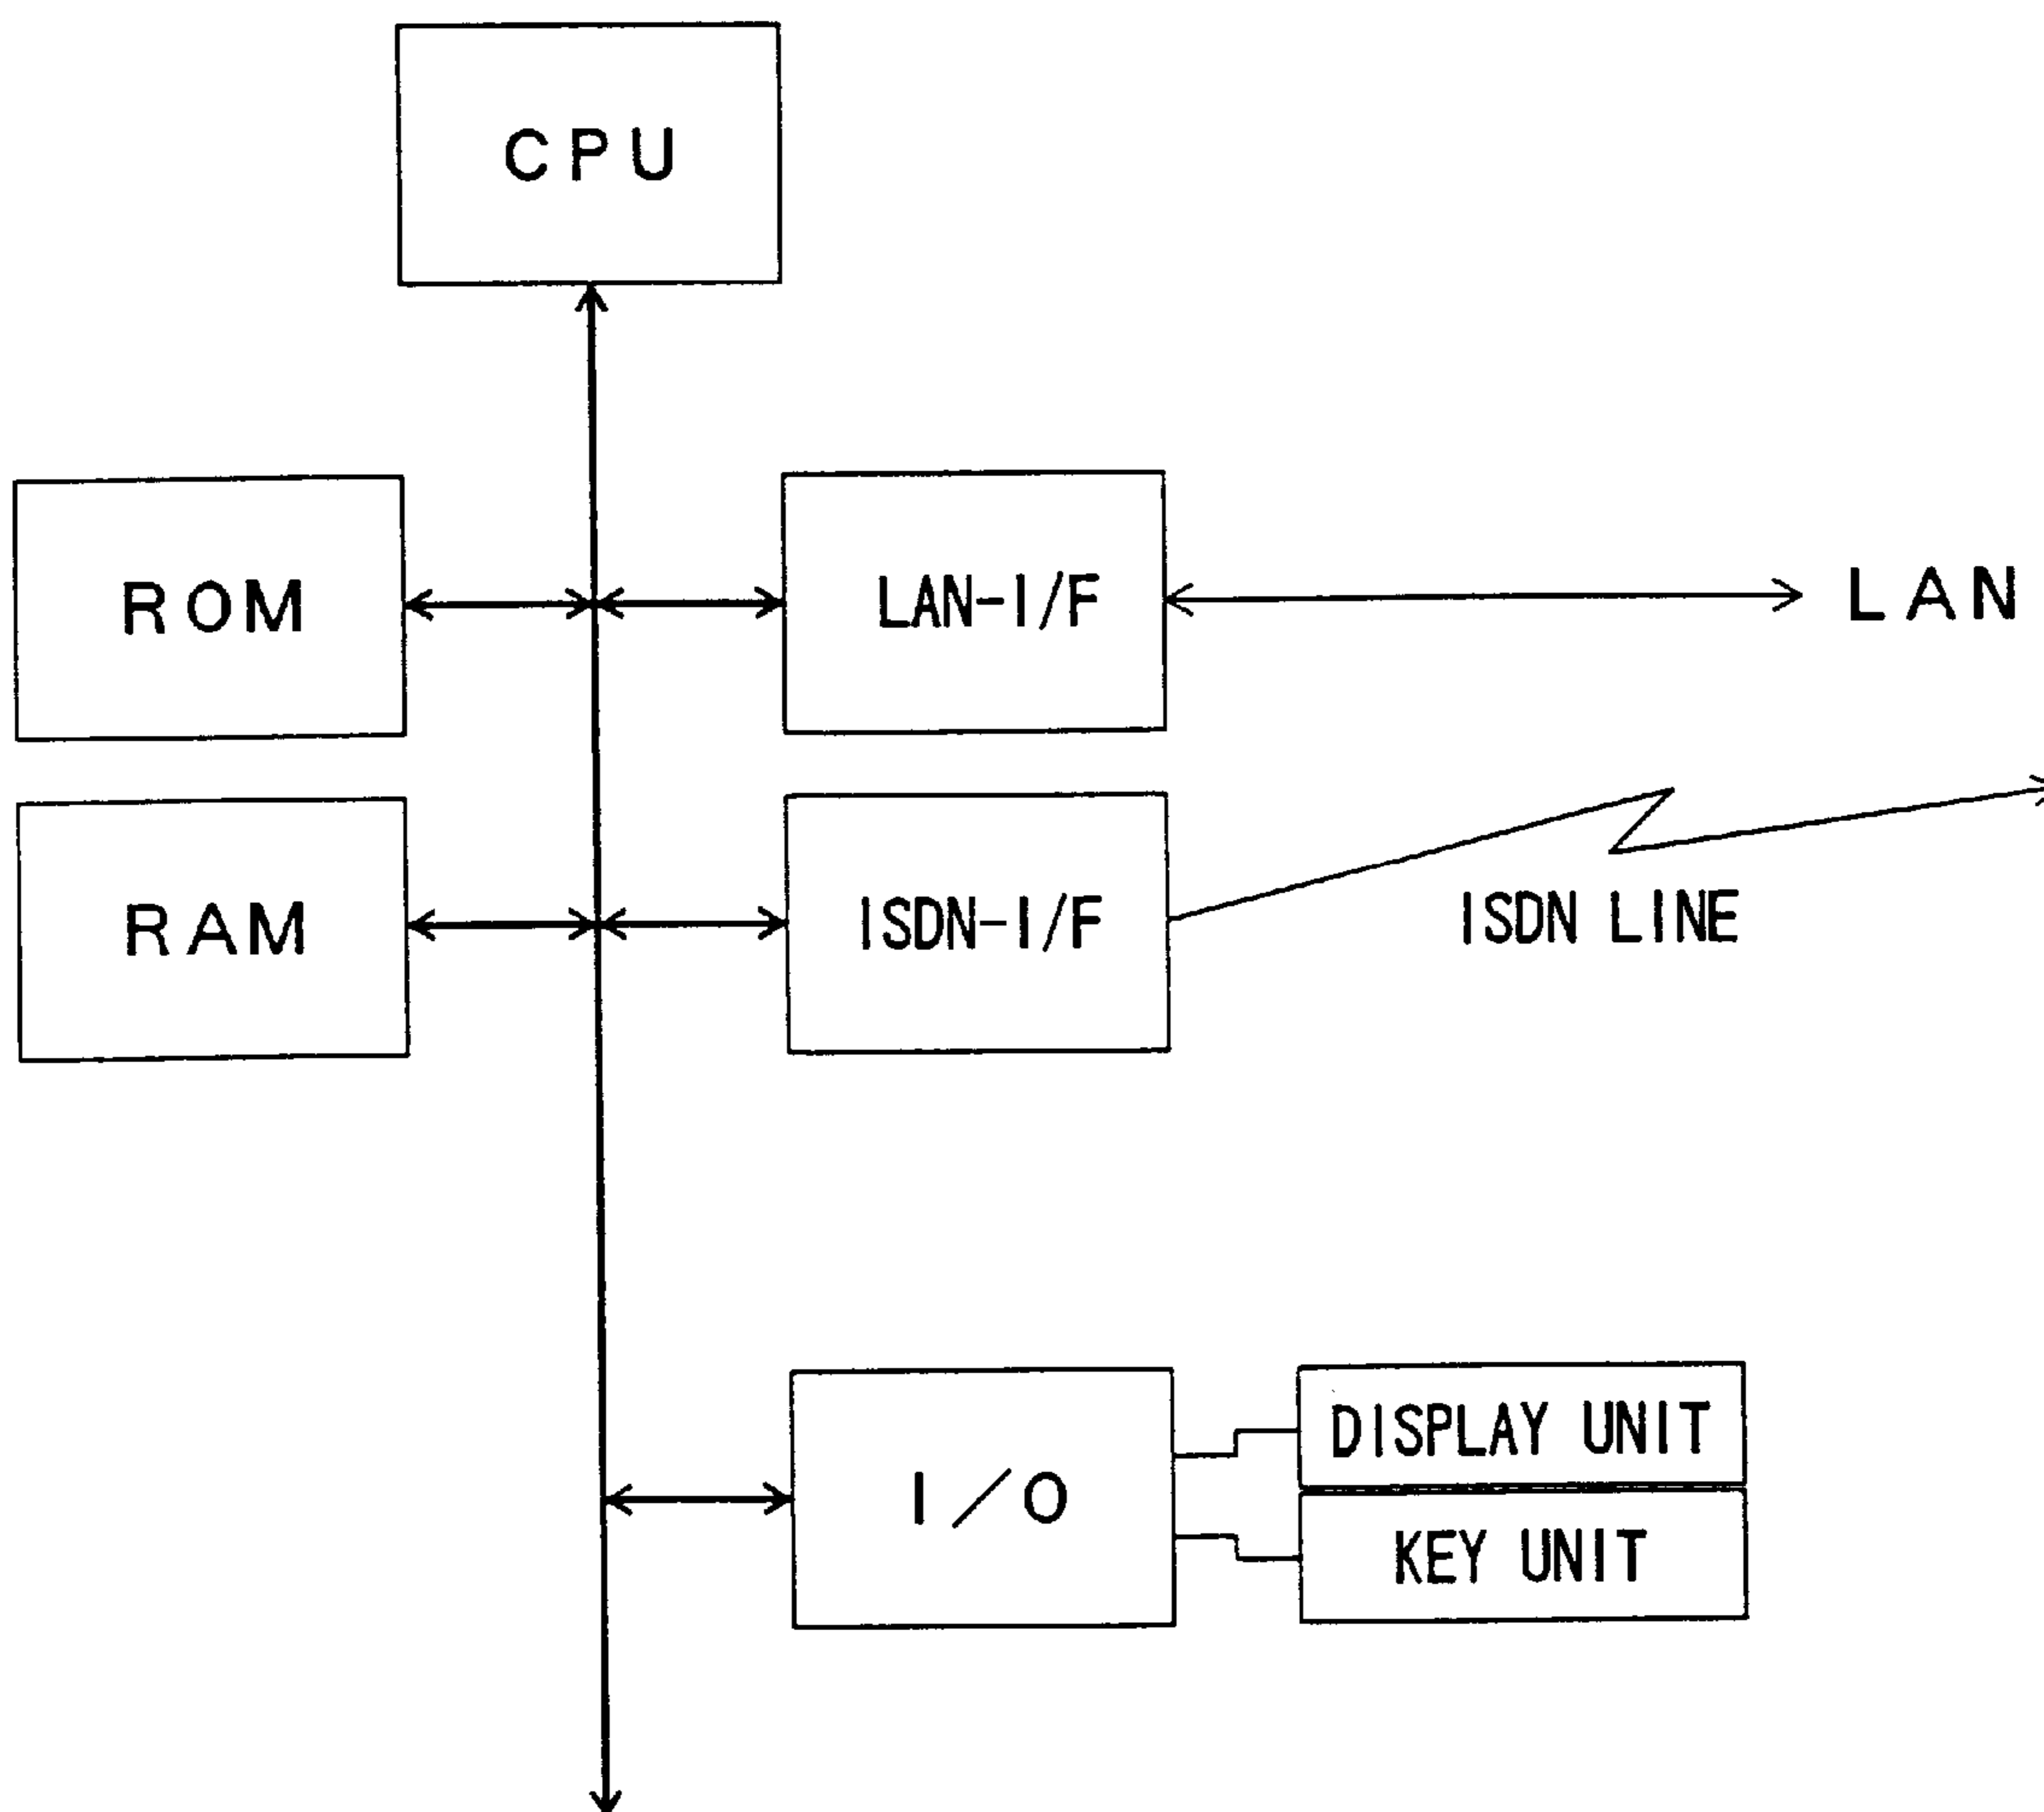 CPU
ROM
LAN-I/F
LAN
RAM
ISDN-I/F
ISDN LINE
I/O
DISPLAY UNIT
KEY UNIT